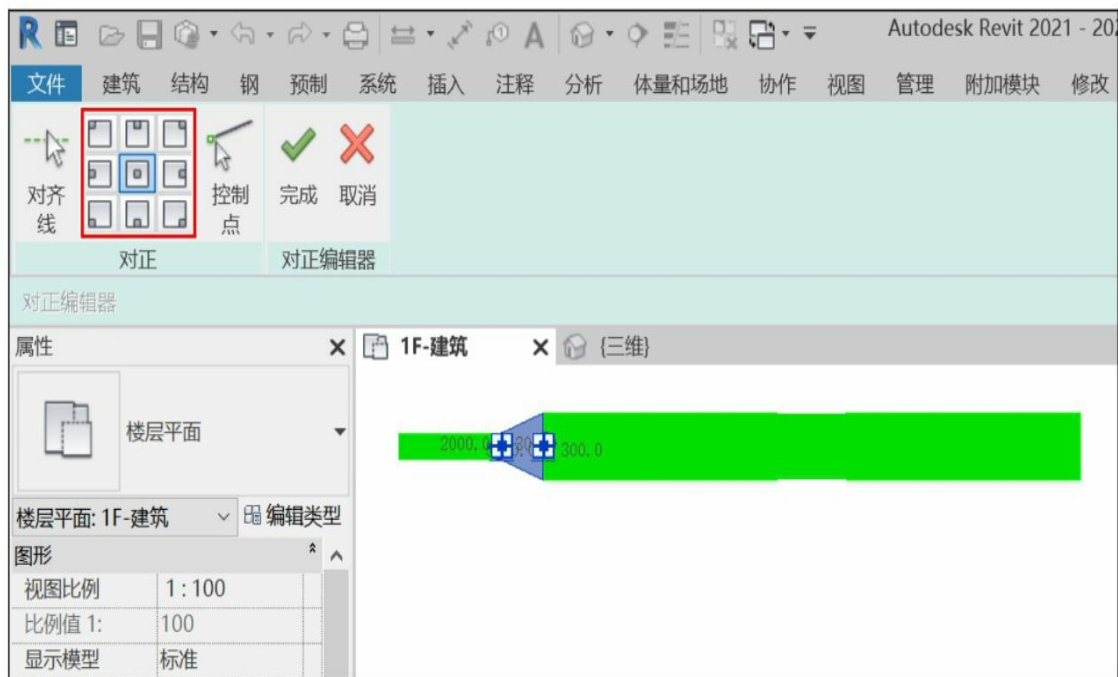 Autodesk Revit 2021 - 202
文件 建筑 结构 钢 预制 系统 插入 注释 分析 体量和场地 协作 视图 管理 附加模块 修改
对齐线
控制点
完成 取消
对正 对正编辑器
对正编辑器
属性
1F-建筑 {三维}
楼层平面
2000. 300.0
楼层平面: 1F-建筑 编辑类型
图形
视图比例 1 : 100
比例值 1: 100
显示模型 标准